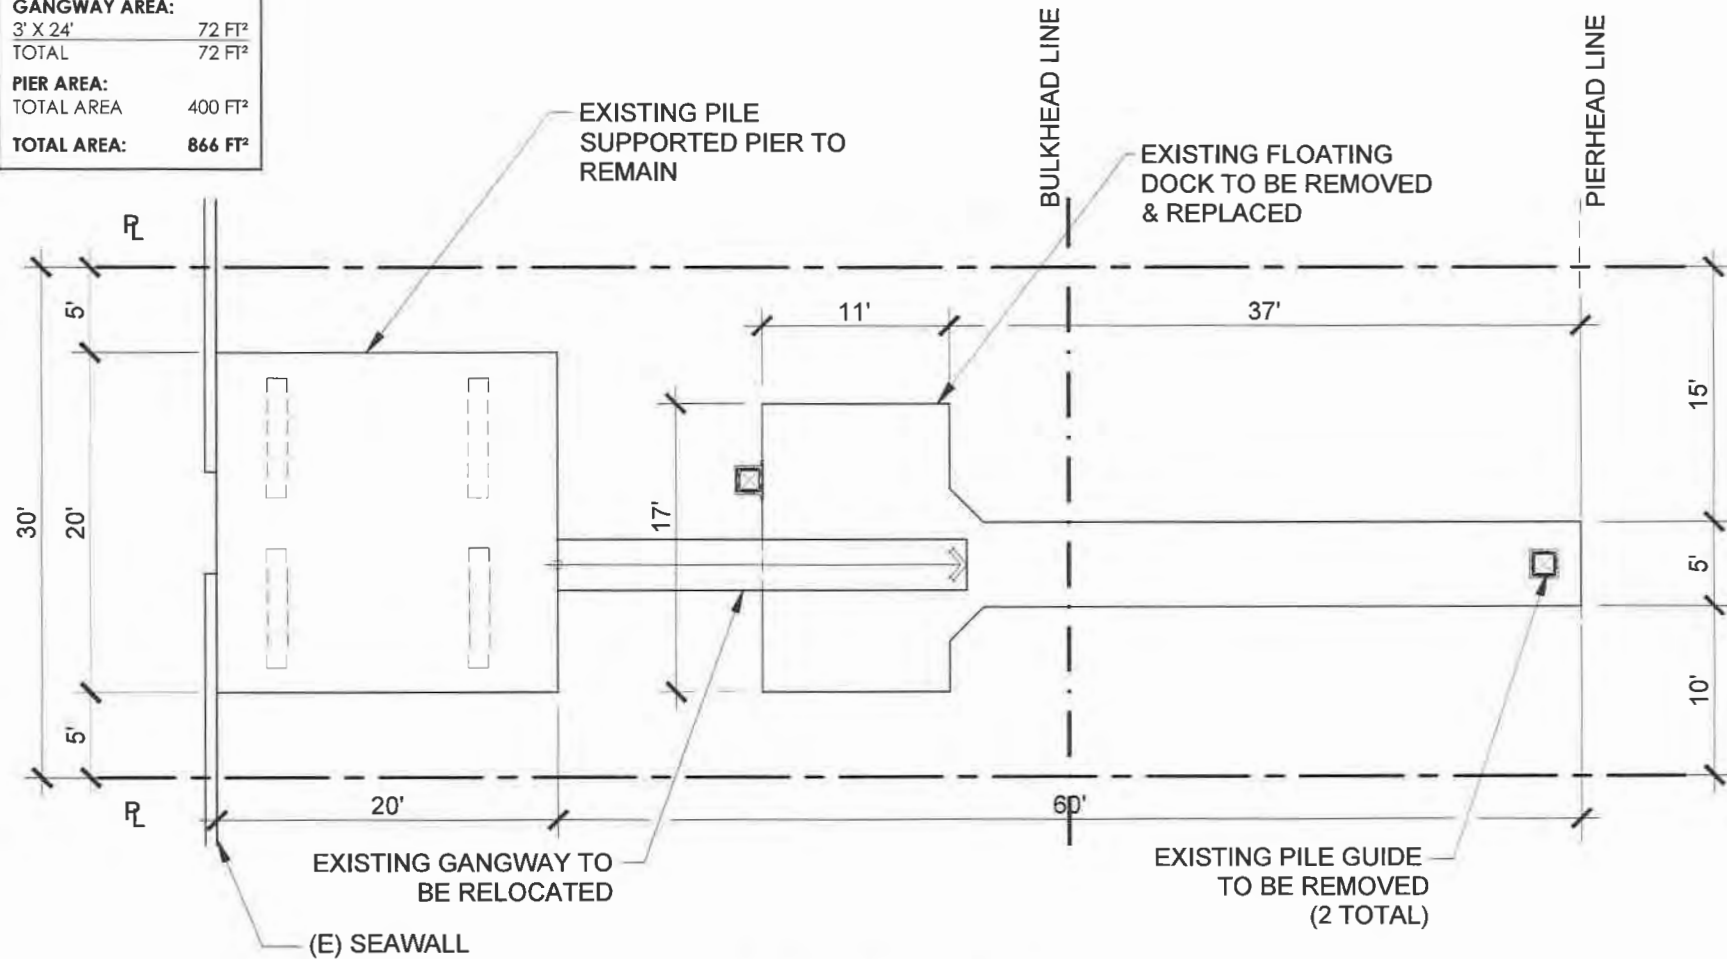 GANGWAY AREA:
3' X 24' 72 FT²
TOTAL 72 FT²
PIER AREA:
TOTAL AREA 400 FT²
TOTAL AREA: 866 FT²
EXISTING PILE
SUPPORTED PIER TO
REMAIN
BULKHEAD LINE
EXISTING FLOATING
DOCK TO BE REMOVED
& REPLACED
PIERHEAD LINE
PL
5'
11'
37'
15'
30'
20'
17'
5'
10'
5'
PL
20'
60'
EXISTING GANGWAY TO
BE RELOCATED
EXISTING PILE GUIDE
TO BE REMOVED
(2 TOTAL)
(E) SEAWALL